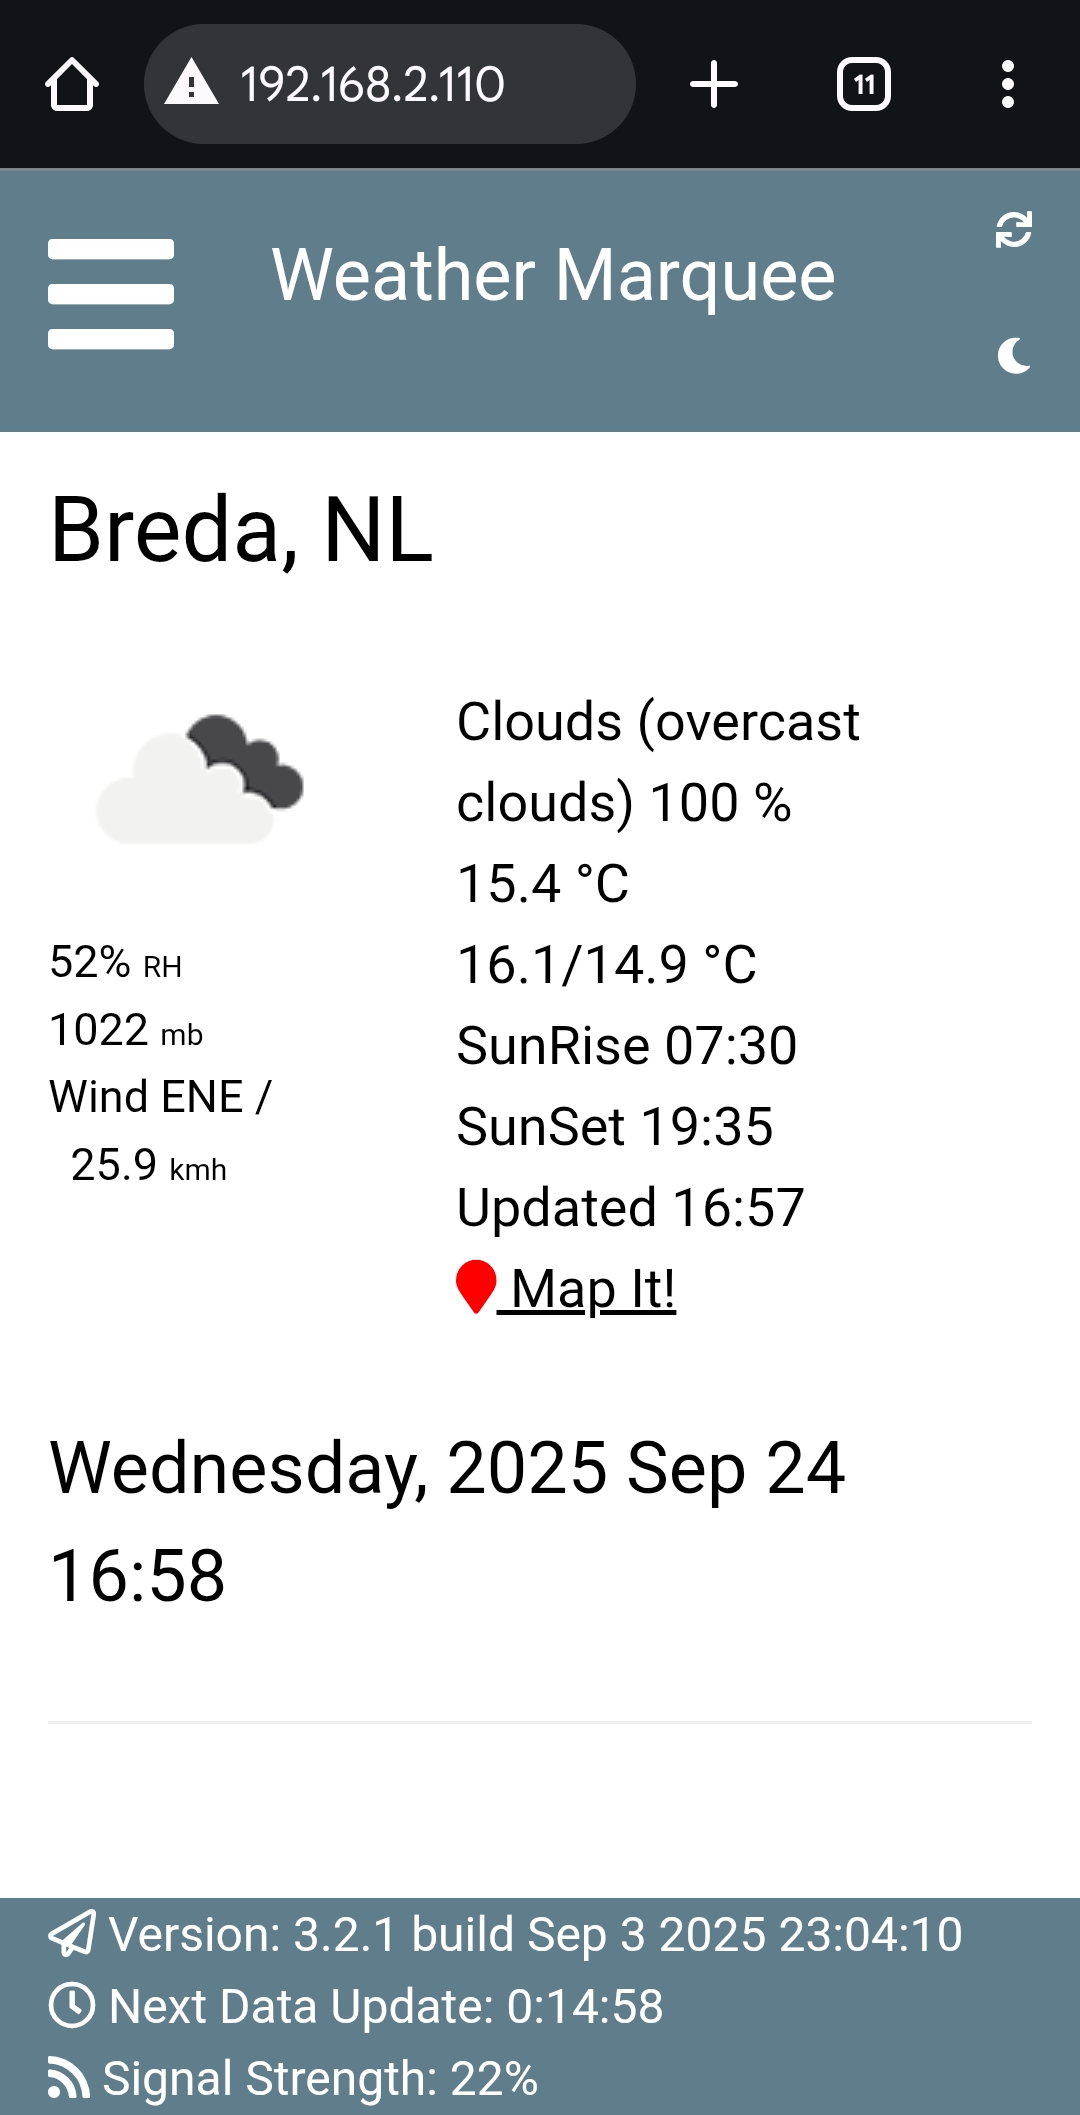 192.168.2.110
11
Weather Marquee
Breda, NL
Clouds (overcast
clouds) 100 %
15.4 °C
16.1/14.9 °C
SunRise 07:30
SunSet 19:35
Updated 16:57
Map It!
52% RH
1022 mb
Wind ENE /
25.9 kmh
Wednesday, 2025 Sep 24
16:58
Version: 3.2.1 build Sep 3 2025 23:04:10
Next Data Update: 0:14:58
Signal Strength: 22%